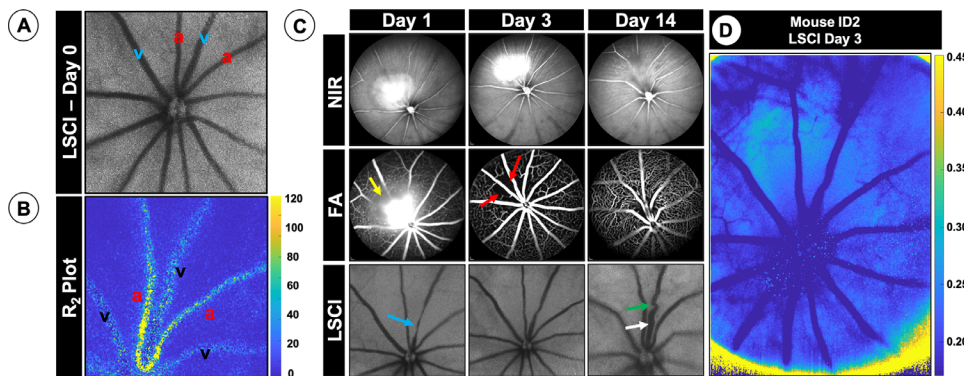 A
LSCI – Day 0
v
a
v
a
B
R₂ Plot
v
a
v
a
v
120
100
80
60
40
20
0
C
Day 1
Day 3
Day 14
NIR
FA
LSCI
D
Mouse ID2
LSCI Day 3
0.45
0.40
0.35
0.30
0.25
0.20